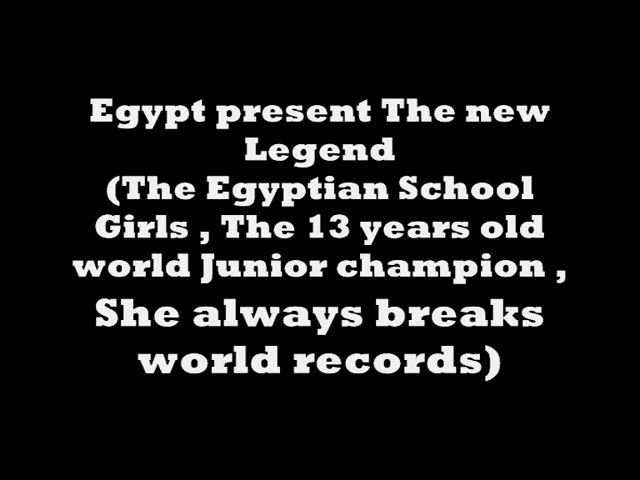 Egypt present The new
Legend
(The Egyptian School
Girls , The 13 years old
world Junior champion ,
She always breaks
world records)